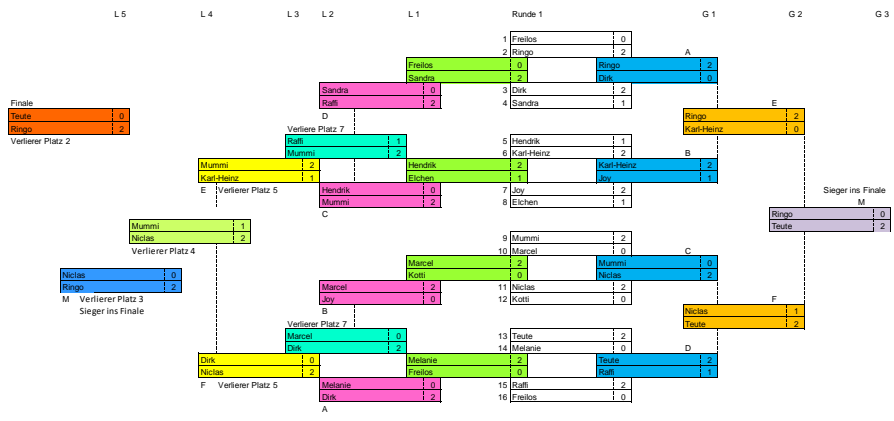 L 5 L 4 L 3 L 2 L 1 Runde 1 G 1 G 2 G 3
1 Freilos 0
2 Ringo 2 A
Freilos 0 Ringo 2
Sandra 2 Dirk 0
Sandra 0 3 Dirk 2
Finale Raffi 2 4 Sandra 1 E
Teute 0 D Ringo 2
Ringo 2 Verliere Platz 7 Karl-Heinz 0
Verlierer Platz 2 Raffi 1 5 Hendrik 1
Mummi 2 6 Karl-Heinz 2 B
Mummi 2 Hendrik 2 Karl-Heinz 2
Karl-Heinz 1 Elchen 1 Joy 1
E Verlierer Platz 5 Hendrik 0 7 Joy 2 Sieger ins Finale
Mummi 2 8 Elchen 1 M
C Ringo 0
Mummi 1 Teute 2
Niclas 2 9 Mummi 2
Verlierer Platz 4 10 Marcel 0 C
Marcel 2 Mummi 0
Niclas 0 Kotti 0 Niclas 2
Ringo 2 Marcel 2 11 Niclas 2
M Verlierer Platz 3 Joy 0 12 Kotti 0 F
Sieger ins Finale B Niclas 1
Verlierer Platz 7 Teute 2
Marcel 0 13 Teute 2
Dirk 2 14 Melanie 0 D
Dirk 0 Melanie 2 Teute 2
Niclas 2 Freilos 0 Raffi 1
F Verlierer Platz 5 Melanie 0 15 Raffi 2
Dirk 2 16 Freilos 0
A